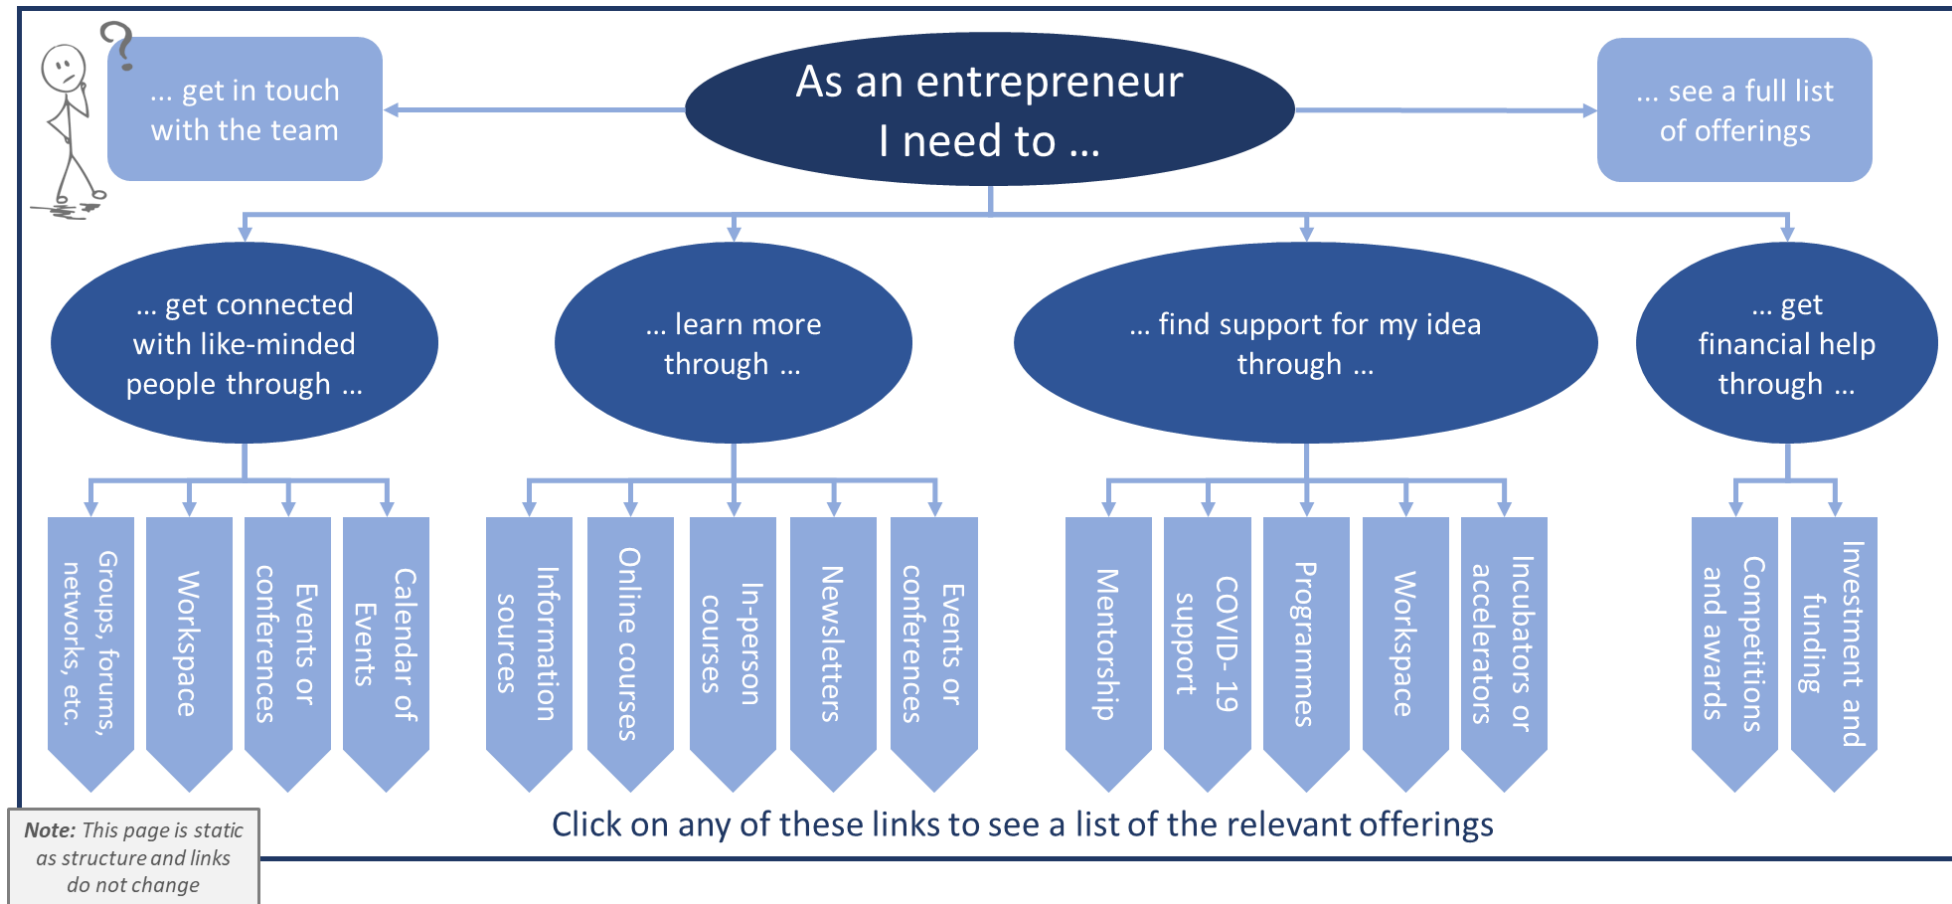 ?
... get in touch
with the team
As an entrepreneur
I need to ...
... see a full list
of offerings
... get connected
with like-minded
people through ...
... learn more
through ...
... find support for my idea
through ...
... get
financial help
through ...
Groups, forums,
networks, etc.
Workspace
Events or
conferences
Calendar of
Events
Information
sources
Online courses
In-person
courses
Newsletters
Events or
conferences
Mentorship
COVID- 19
support
Programmes
Workspace
Incubators or
accelerators
Competitions
and awards
Investment and
funding
Click on any of these links to see a list of the relevant offerings
Note: This page is static
as structure and links
do not change